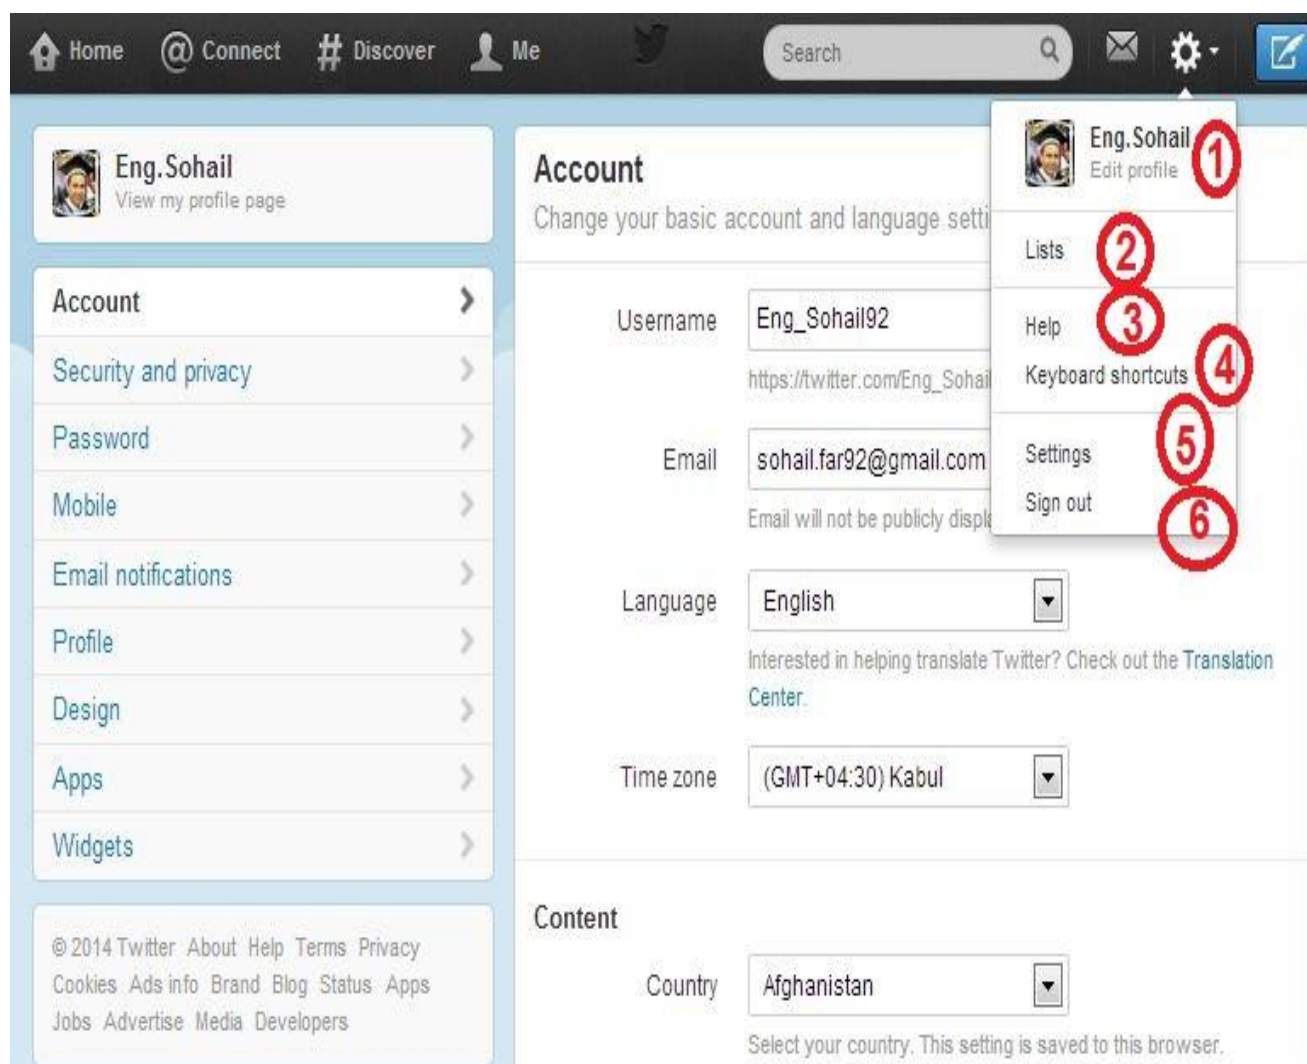 Home @ Connect # Discover Me Search
Eng.Sohail
View my profile page
Account
Security and privacy
Password
Mobile
Email notifications
Profile
Design
Apps
Widgets
© 2014 Twitter About Help Terms Privacy
Cookies Ads info Brand Blog Status Apps
Jobs Advertise Media Developers
Account
Change your basic account and language setti
Username Eng_Sohail92
https://twitter.com/Eng_Sohail
Email sohail.far92@gmail.com
Email will not be publicly displa
Language English
Interested in helping translate Twitter? Check out the Translation
Center.
Time zone (GMT+04:30) Kabul
Content
Country Afghanistan
Select your country. This setting is saved to this browser.
Eng.Sohail 1
Edit profile
Lists 2
Help 3
Keyboard shortcuts 4
Settings 5
Sign out 6